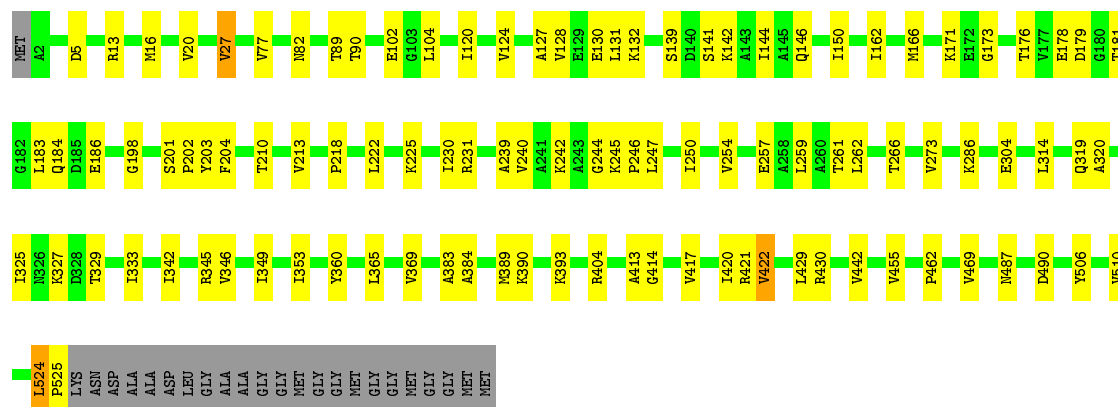 MET A2 D5 R13 M16 V20 V27 V77 N82 T89 T90 E102 G103 L104 I120 V124 A127 V128 E129 E130 L131 K132 S139 D140 S141 K142 A143 I144 A145 Q146 I150 I162 M166 K171 E172 G173 T176 V177 E178 D179 G180 T181
G182 L183 Q184 D185 E186 G198 S201 P202 Y203 F204 T210 V213 P218 L222 K225 I230 R231 A239 V240 A241 K242 A243 G244 K245 P246 L247 I250 V254 E257 A258 L259 A260 T261 L262 T266 V273 K286 E304 L314 Q319 A320
I325 N326 K327 D328 T329 I333 I342 R345 V346 I349 I353 Y360 L365 V369 A383 A384 M389 K390 K393 R404 A413 G414 V417 I420 R421 V422 L429 R430 V442 V455 P462 V469 N487 D490 Y506 V510
L524 P525 LYS ASN ASP ALA ALA ASP LEU GLY ALA ALA GLY GLY MET GLY GLY MET GLY GLY MET GLY GLY MET MET